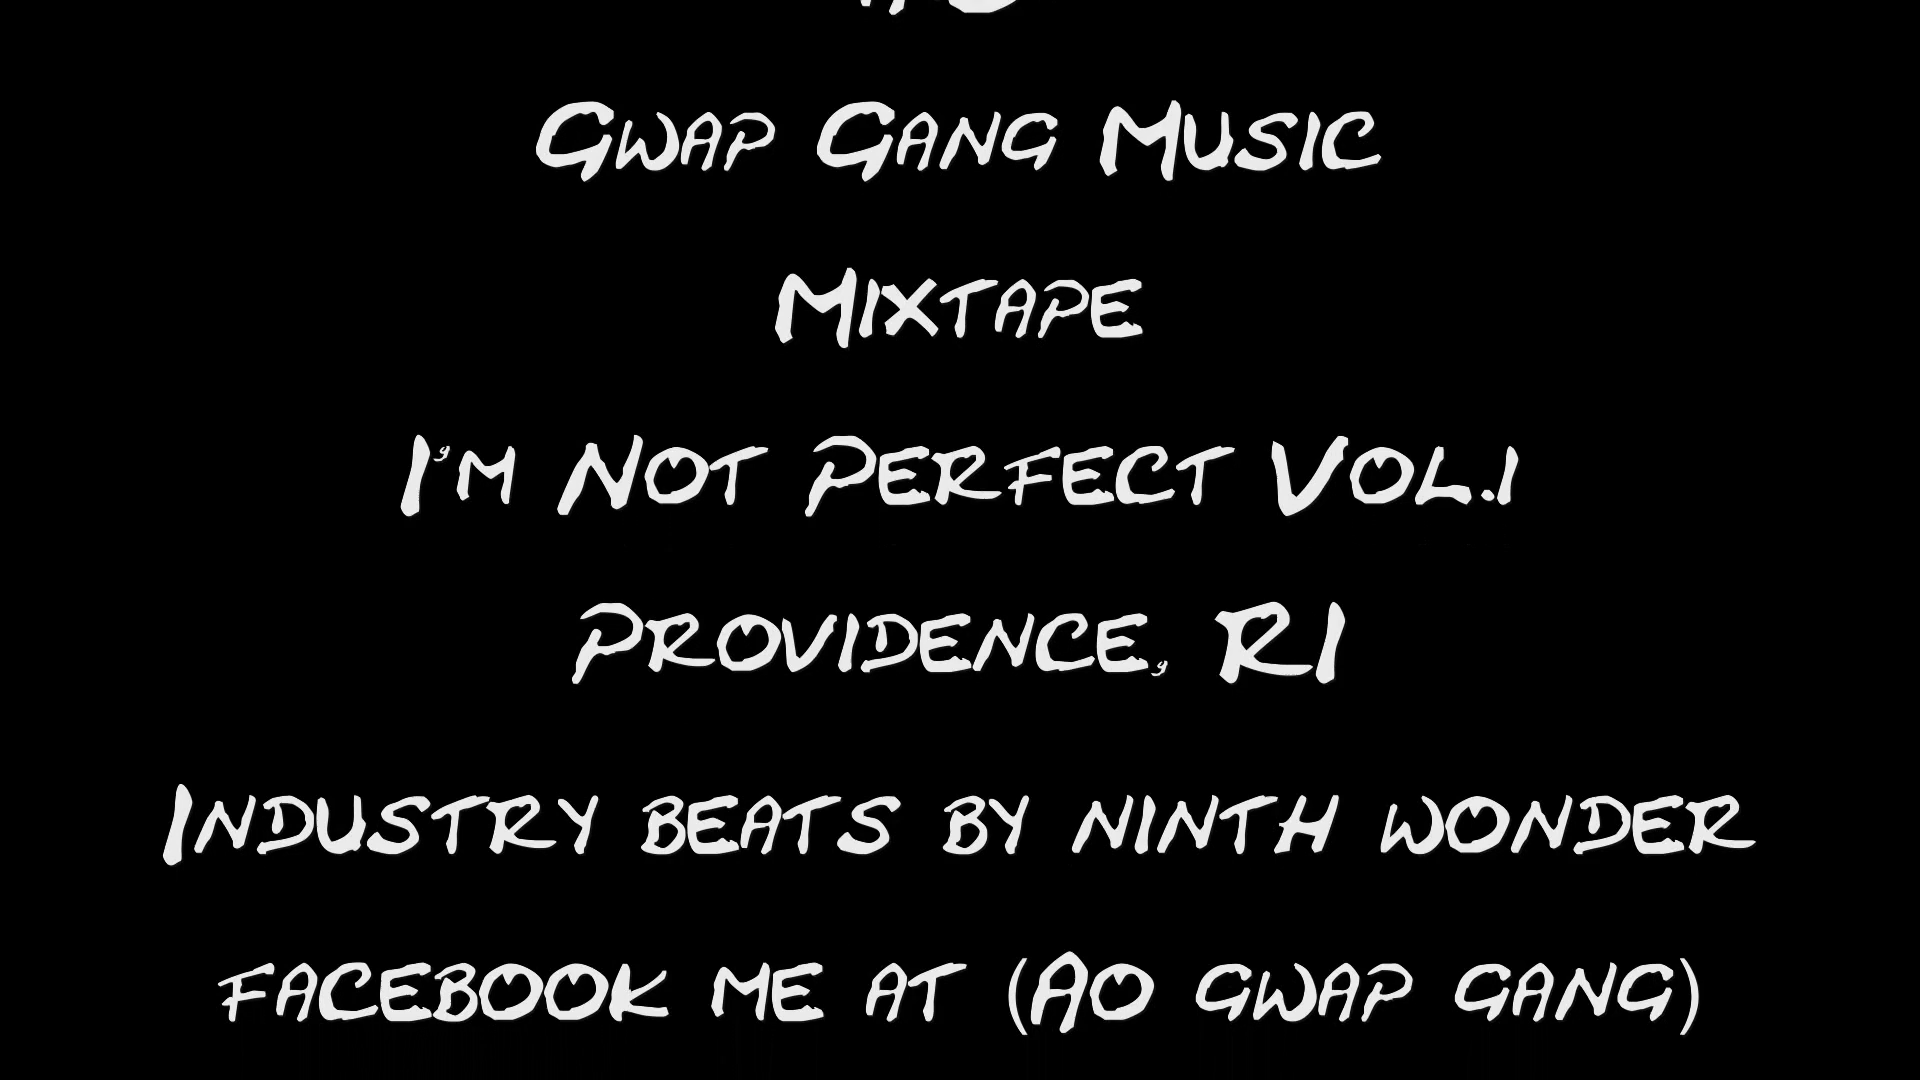 Gwap Gang Music
Mixtape
I'm Not Perfect Vol.1
Providence, RI
Industry beats by ninth wonder
facebook me at (Ao gwap gang)